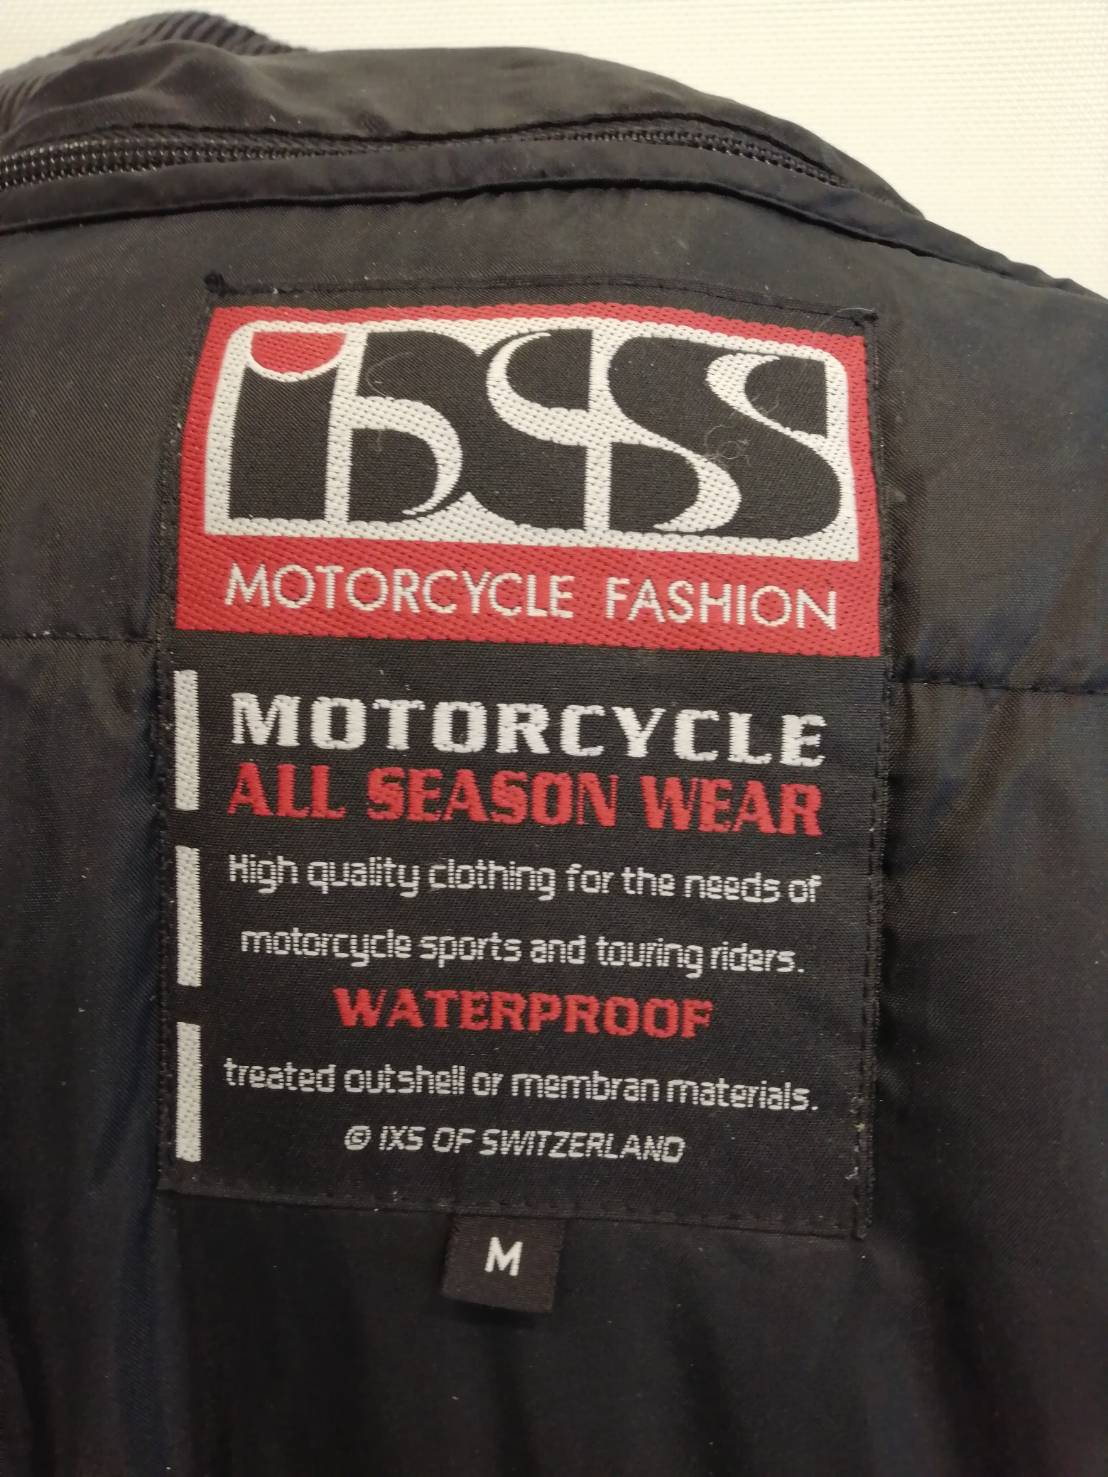 iXS
MOTORCYCLE FASHION
MOTORCYCLE
ALL SEASON WEAR
High quality clothing for the needs of
motorcycle sports and touring riders.
WATERPROOF
treated outshell or membran materials.
© IXS OF SWITZERLAND
M